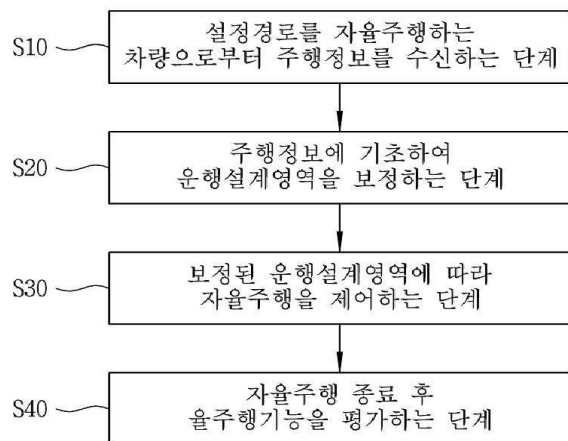 S10
설정경로를 자율주행하는
차량으로부터 주행정보를 수신하는 단계
S20
주행정보에 기초하여
운행설계영역을 보정하는 단계
S30
보정된 운행설계영역에 따라
자율주행을 제어하는 단계
S40
자율주행 종료 후
율주행기능을 평가하는 단계